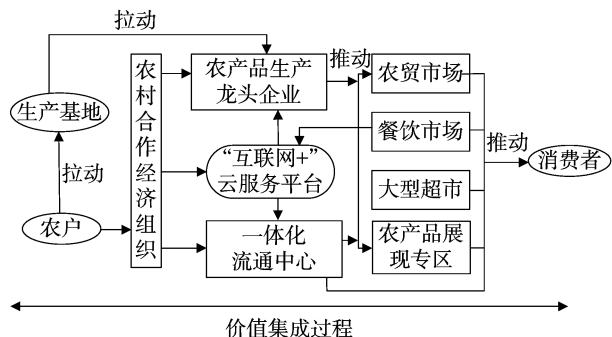 拉动
农产品生产
龙头企业
推动
农贸市场
生产基地
农村合作经济组织
餐饮市场
推动
“互联网+”
云服务平台
消费者
拉动
大型超市
农户
一体化
流通中心
农产品展
现专区
价值集成过程